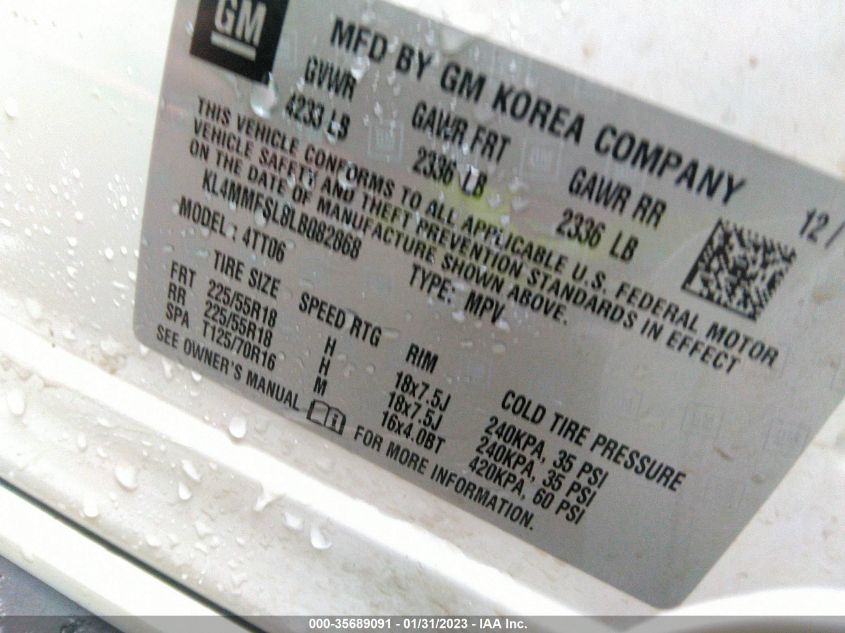 GM
MFD BY GM KOREA COMPANY
12/
GVWR GAWR FRT GAWR RR
4233 LB 2336 LB 2336 LB
THIS VEHICLE CONFORMS TO ALL APPLICABLE U.S. FEDERAL MOTOR
VEHICLE SAFETY AND THEFT PREVENTION STANDARDS IN EFFECT
ON THE DATE OF MANUFACTURE SHOWN ABOVE.
KL4MMFSL8LB082868
TYPE: MPV
MODEL: 4TT06
TIRE SIZE SPEED RTG RIM COLD TIRE PRESSURE
FRT 225/55R18 H 18x7.5J 240KPA, 35 PSI
RR 225/55R18 H 18x7.5J 240KPA, 35 PSI
SPA T125/70R16 M 16x4.0BT 420KPA, 60 PSI
SEE OWNER'S MANUAL FOR MORE INFORMATION.
000-35689091 - 01/31/2023 - IAA Inc.